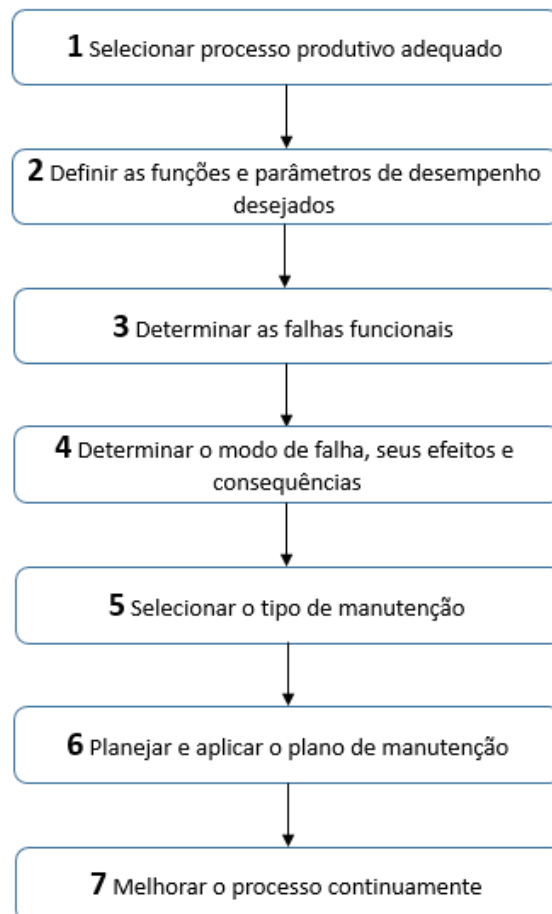 1 Selecionar processo produtivo adequado
2 Definir as funções e parâmetros de desempenho
desejados
3 Determinar as falhas funcionais
4 Determinar o modo de falha, seus efeitos e
consequências
5 Selecionar o tipo de manutenção
6 Planejar e aplicar o plano de manutenção
7 Melhorar o processo continuamente